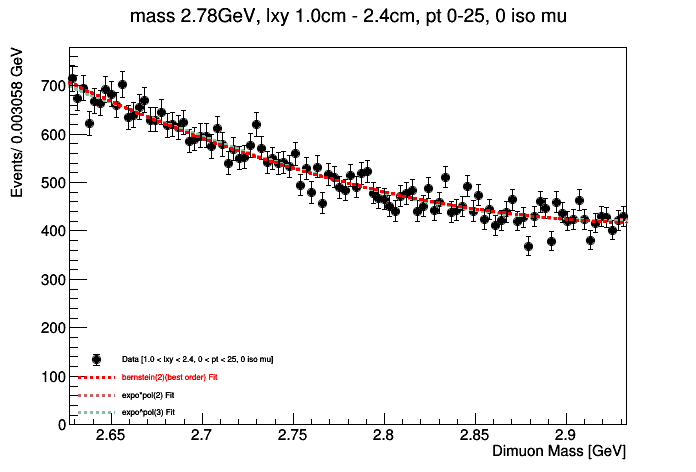 mass 2.78GeV, lxy 1.0cm - 2.4cm, pt 0-25, 0 iso mu
Events/ 0.003058 GeV
700
600
500
400
300
200
100
0
Data [1.0 < lxy < 2.4, 0 < pt < 25, 0 iso mu]
bernstein(2)(best order) Fit
expo*pol(2) Fit
expo^pol(3) Fit
2.65 2.7 2.75 2.8 2.85 2.9
Dimuon Mass [GeV]